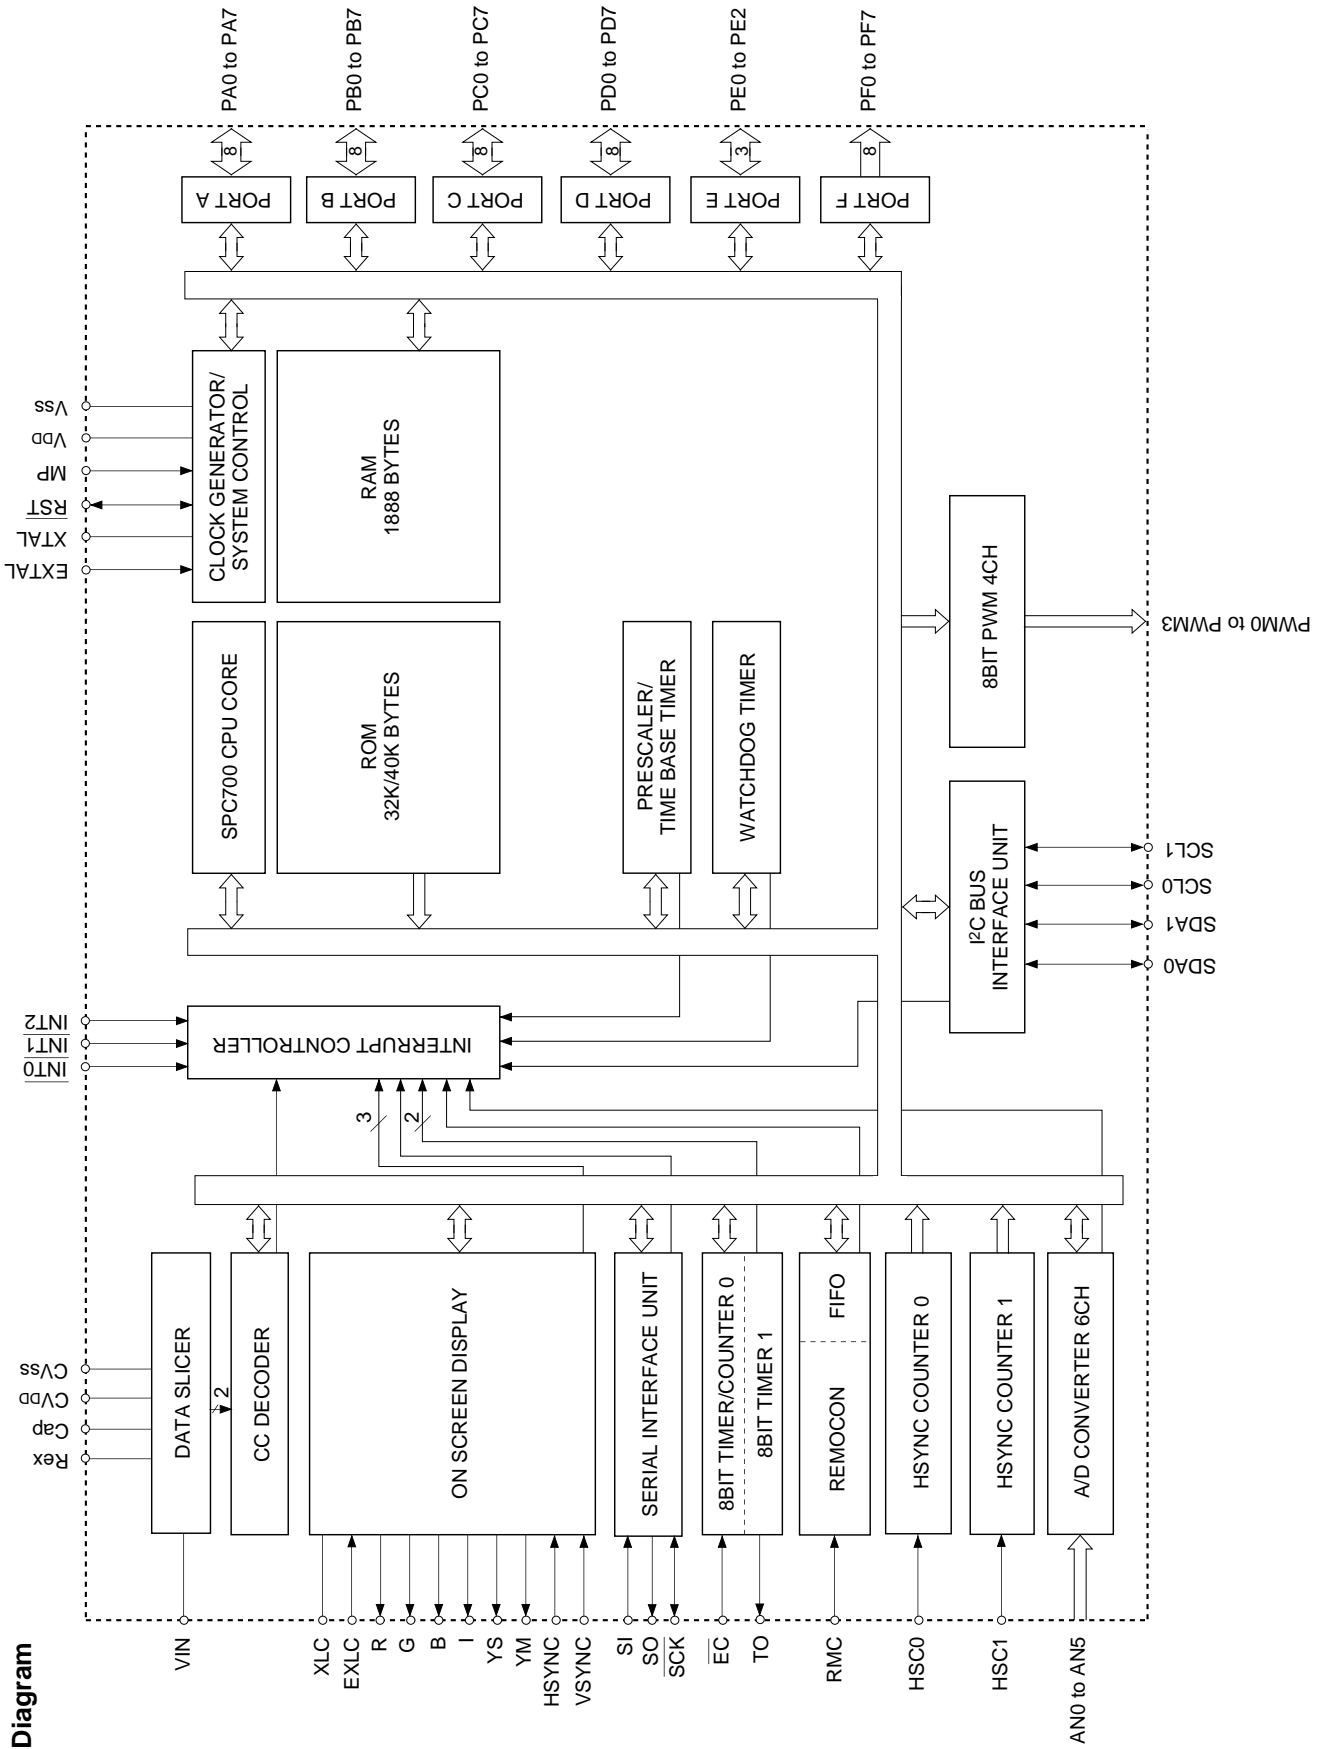 Diagram
PA0 to PA7
PB0 to PB7
PC0 to PC7
PD0 to PD7
PE0 to PE2
PF0 to PF7
8
8
8
8
3
8
PORT A
PORT B
PORT C
PORT D
PORT E
PORT F
Vss
VDD
MP
RST
XTAL
EXTAL
CLOCK GENERATOR/
SYSTEM CONTROL
RAM
1888 BYTES
SPC700 CPU CORE
ROM
32K/40K BYTES
PRESCALER/
TIME BASE TIMER
WATCHDOG TIMER
8BIT PWM 4CH
PWM0 to PWM3
I²C BUS
INTERFACE UNIT
SCL1
SCL0
SDA1
SDA0
INT2
INT1
INT0
INTERRUPT CONTROLLER
3
2
CVss
CVDD
Cap
Rex
DATA SLICER
2
CC DECODER
ON SCREEN DISPLAY
SERIAL INTERFACE UNIT
8BIT TIMER/COUNTER 0
8BIT TIMER 1
REMOCON
FIFO
HSYNC COUNTER 0
HSYNC COUNTER 1
A/D CONVERTER 6CH
VIN
XLC
EXLC
R
G
B
I
YS
YM
HSYNC
VSYNC
SI
SO
SCK
EC
TO
RMC
HSC0
HSC1
AN0 to AN5